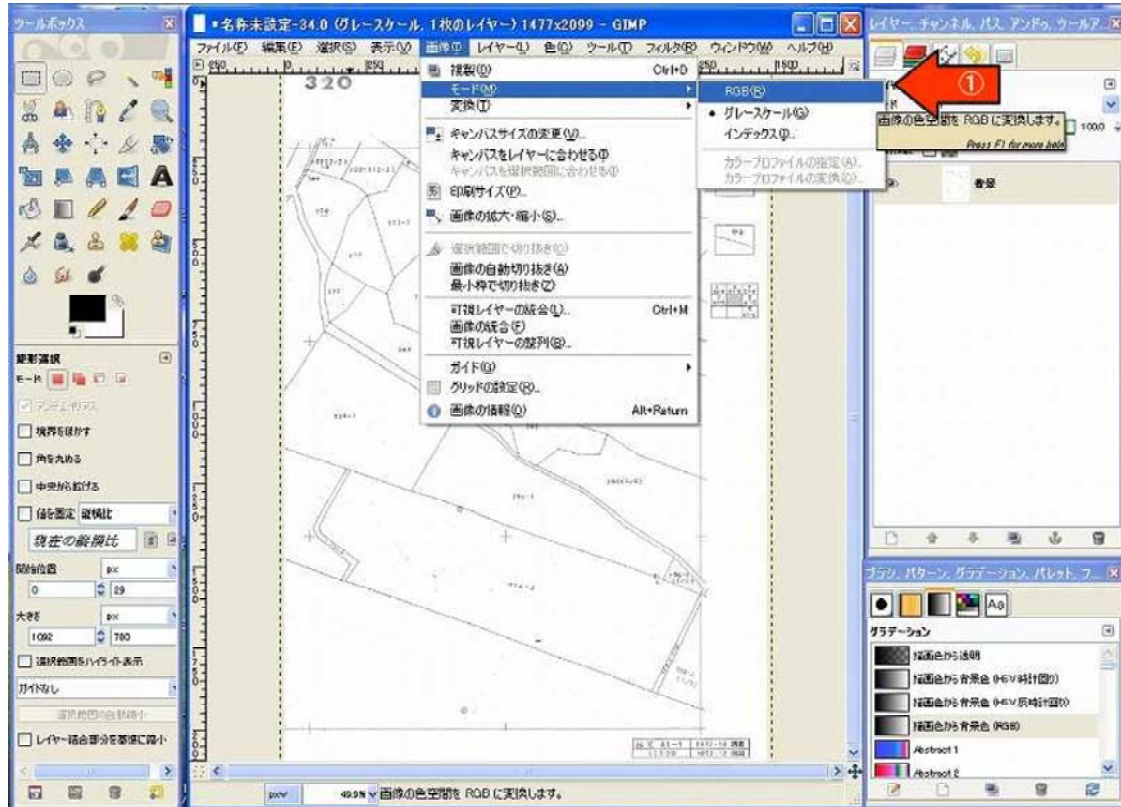 ツールボックス
*名称未設定-34.0 (グレースケール, 1枚のレイヤー) 1477x2099 - GIMP
レイヤー, チャンネル, パス, アンドゥ, ツールア...
ファイル(F) 編集(E) 選択(S) 表示(V) 画像(I) レイヤー(L) 色(C) ツール(T) フィルタ(R) ウィンドウ(W) ヘルプ(H)
320
複製(D) Ctrl+D
モード(M)
変換(T)
キャンバスサイズの変更(V)...
キャンバスをレイヤーに合わせる(I)
キャンバスを選択範囲に合わせる(I)
印刷サイズ(P)...
画像の拡大・縮小(S)...
選択範囲で切り抜き(C)
画像の自動切り抜き(A)
最小枠で切り抜き(Z)
可視レイヤーの統合(L)... Ctrl+M
画像の統合(F)
可視レイヤーの整列(B)...
ガイド(G)
グリッドの設定(R)...
画像の情報(O) Alt+Return
RGB(R)
グレースケール(G)
インデックス(I)...
カラープロファイルの指定(A)...
カラープロファイルの変換(C)...
①
画像の色空間を RGB に変換します。
Press F1 for more help
100.0
背景
矩形選択
モード:
アンチエイリアス
境界をぼかす
角を丸める
中央から拡げる
値を固定 縦横比
現在の縦横比
開始位置 px
0 29
大きさ px
1092 780
選択範囲をハイライト表示
ガイドなし
選択範囲の自動縮小
レイヤー結合部分を基準に縮小
px 49.9% 画像の色空間を RGB に変換します。
ブラシ, パターン, グラデーション, パレット, フ...
グラデーション
描画色から透明
描画色から背景色 (HSV 時計回り)
描画色から背景色 (HSV 反時計回り)
描画色から背景色 (RGB)
Abstract 1
Abstract 2